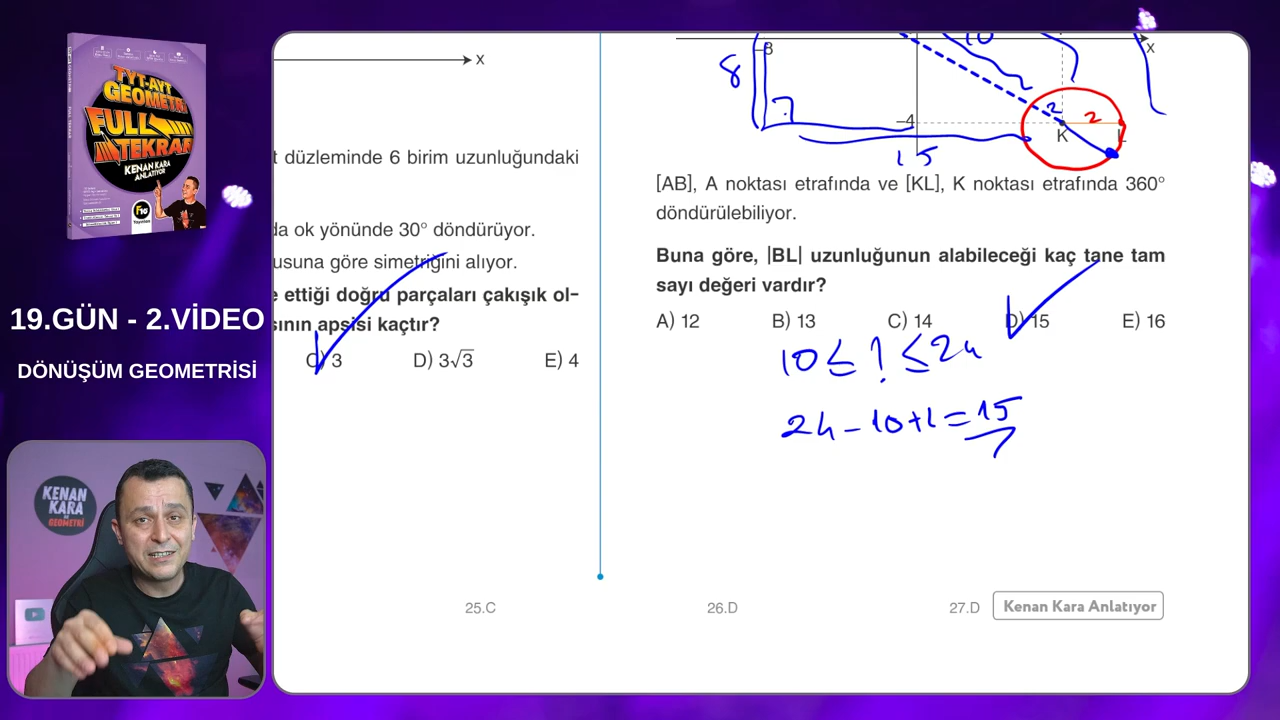 TYT-AYT
GEOMETRİ
FULL
TEKRAR
KENAN KARA
ANLATIYOR
F10
Yayınları
19.GÜN - 2.VİDEO
DÖNÜŞÜM GEOMETRİSİ
KENAN
KARA
GEOMETRİ
x
t düzleminde 6 birim uzunluğundaki
da ok yönünde 30° döndürüyor.
usuna göre simetriğini alıyor.
e ettiği doğru parçaları çakışık ol-
sının apsisi kaçtır?
C) 3 D) 3√3 E) 4
25.C
-8
10
x
8
-4
2
2
K
L
15
[AB], A noktası etrafında ve [KL], K noktası etrafında 360°
döndürülebiliyor.
Buna göre, |BL| uzunluğunun alabileceği kaç tane tam
sayı değeri vardır?
A) 12 B) 13 C) 14 D) 15 E) 16
10 ≤ ! ≤ 24
24 - 10 + 1 = 15
26.D 27.D
Kenan Kara Anlatıyor